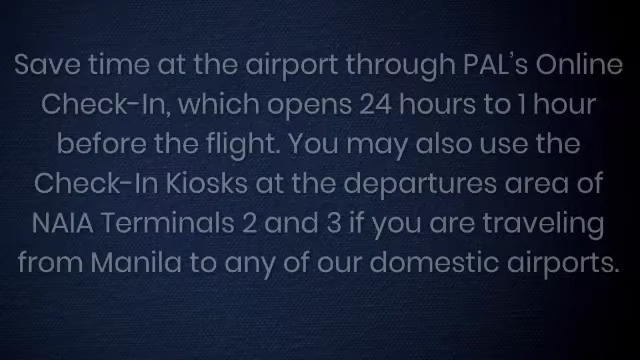 Save time at the airport through PAL’s Online
Check-In, which opens 24 hours to 1 hour
before the flight. You may also use the
Check-In Kiosks at the departures area of
NAIA Terminals 2 and 3 if you are traveling
from Manila to any of our domestic airports.